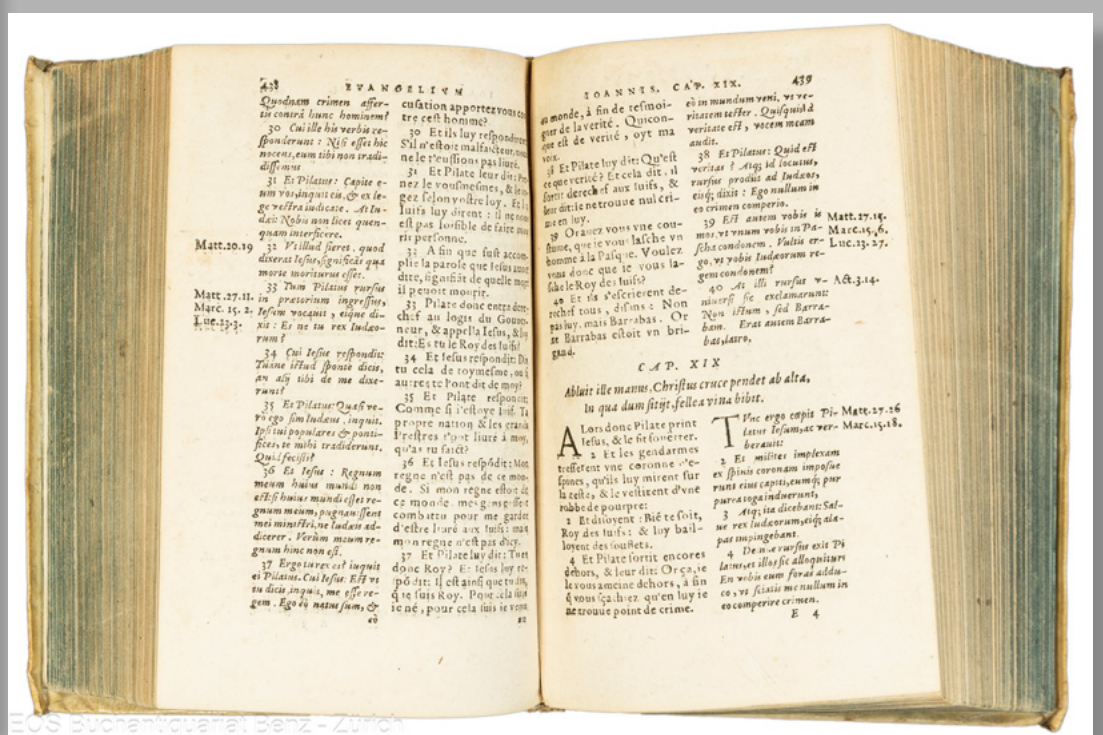 438 EVANGELIVM
Quodnam crimen affer-
tis contrà hunc hominem?
30 Cui ille his verbis re-
sponderunt: Nisi esset hic
nocens, eum tibi non tradi-
dissemus
31 Et Pilatus: Capite e-
um vos, inquit eis, & ex le-
ge vestra iudicate. At Iu-
dæi: Nobis non licet quen-
quam interficere.
Matt.20.19
32 Vt illud fieret, quod
dixerat Iesus, significãs qua
morte moriturus esset.
Matt.27.11.
Marc. 15. 2.
Luc.23.3.
33 Tum Pilatus rursus
in prætorium ingressus,
Iesum vocauit, eique di-
xit: Es ne tu rex Iudæo-
rum?
34 Cui Iesus respondit:
Túne istud sponte dicis,
an alij tibi de me dixe-
runt?
35 Et Pilatus: Quasi ve-
rò ego sim Iudæus, inquit.
Ipsi tui populares & ponti-
fices, te mihi tradiderunt.
Quid fecisti?
36 Et Iesus: Regnum
meum huius mundi non
est: si huius mundi esset re-
gnum meum, pugnauissent
mei ministri, ne Iudæis ad-
dicerer. Verùm meum re-
gnum hinc non est.
37 Ergo tu rex es? inquit
ei Pilatus. Cui Iesus: Est vt
tu dicis, inquit, me esse re-
gem. Ego eò natus sum, &
eò
cusation apportez vous
tre cest homme?
30 Et ils luy respondirent
S'il n'estoit malfaicteur,
ne le t'eussions pas liuré.
31 Et Pilate leur dit:
nez le vousmesmes, & le
gez selon vostre loy. Et
Iuifs luy dirent: il ne
est pas loisible de faire
rir personne.
32 A fin que fust accom-
plie la parole que Iesus
dite, signifiãt de quelle
il deuoit mourir.
33 Pilate donc entra dere-
chef au logis du Gouuer-
neur, & appella Iesus, &
dit: Es tu le Roy des Iuifs?
34 Et Iesus respondit:
tu cela de toymesme, ou
autres te l'ont dit de moy?
35 Et Pilate respondit:
Comme si i'estoye Iuif. Ta
propre nation & les grands
Prestres t'ont liuré à moy,
qu'as tu faict?
36 Et Iesus respõdit: Mon
regne n'est pas de ce mon-
de. Si mon regne estoit de
ce monde, mes gens
combattu pour me garder
d'estre liuré aux Iuifs: mais
mon regne n'est pas d'icy.
37 Et Pilate luy dit: Tu es
donc Roy? Et Iesus luy re-
spõdit: Il est ainsi que tu dis,
q̃ ie suis Roy. Pour cela suis
ie né, pour cela suis ie venu
IOANNIS, CAP. XIX. 439
au monde, à fin de tesmoi-
gner de la verité. Quicon-
que est de verité, oyt ma
voix.
38 Et Pilate luy dit: Qu'est
ce que verité? Et cela dit, il
sortit derechef aux Iuifs, &
leur dit: ie ne trouue nul cri-
me en luy.
39 Or auez vous vne cou-
stume, que ie vous lasche vn
homme à la Pasque. Voulez
vous donc que ie vous la-
sche le Roy des Iuifs?
40 Et ils s'escrierent de-
rechef tous, disans: Non
pas luy, mais Barrabas. Or
Barrabas estoit vn bri-
gand.
eò in mundum veni, vt ve-
ritatem tester. Quisquis à
veritate est, vocem meam
audit.
38 Et Pilatus: Quid est
veritas? Atq; id locutus,
rursus prodit ad Iudæos,
eisq; dixit: Ego nullum in
eo crimen comperio.
Matt.27.15.
Marc.15.6.
Luc.23.27.
39 Est autem vobis is
mos, vt vnum vobis in Pa-
scha condonem. Vultis er-
go, vt vobis Iudæorum re-
gem condonem?
Act.3.14.
40 At illi rursus v-
niuersi sic exclamarunt:
Non istum, sed Barra-
bam. Erat autem Barra-
bas, latro.
CAP. XIX
Abluit ille manus, Christus cruce pendet ab alta,
In qua dum sitijt, fellea vina bibit.
ALors donc Pilate print
Iesus, & le fit fouetter.
2 Et les gendarmes
tresserent vne coronne d'e-
spines, qu'ils luy mirent sur
la teste, & le vestirent d'vne
robbe de pourpre:
3 Et disoyent: Biẽ te soit,
Roy des Iuifs: & luy bail-
loyent des soufflets.
4 Et Pilate sortit encores
dehors, & leur dit: Or çà, ie
le vous ameine dehors, à fin
q̃ vous sçachiez qu'en luy ie
ne trouue point de crime.
Matt.27.26
Marc.15.18.
TVnc ergo cœpit Pi-
latus Iesum, ac ver-
berauit:
2 Et milites implexam
ex spinis coronam imposue
runt eius capiti, eumq́; pur
purea toga induerunt,
3 Atq; ita dicebant: Sal-
ue rex Iudæorum, eiq́; ala-
pas impingebant.
4 Denuo rursus exit Pi
latus, et illos sic alloquitur:
En vobis eum foras addu-
co, vt sciatis me nullum in
eo comperire crimen.
E 4
EOS Buchantiquariat Benz - Zürich